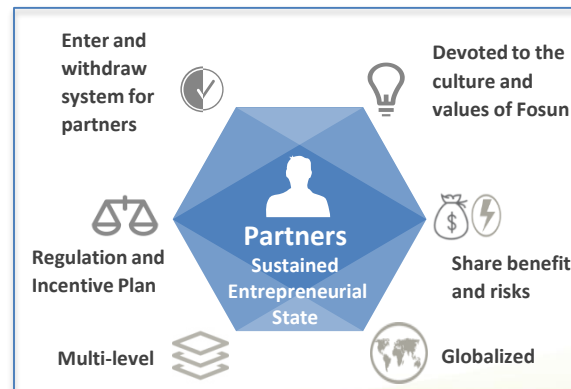 Enter and
withdraw
system for
partners
Devoted to the
culture and
values of Fosun
Partners
Sustained
Entrepreneurial
State
Regulation and
Incentive Plan
$
Share benefit
and risks
Multi-level
Globalized